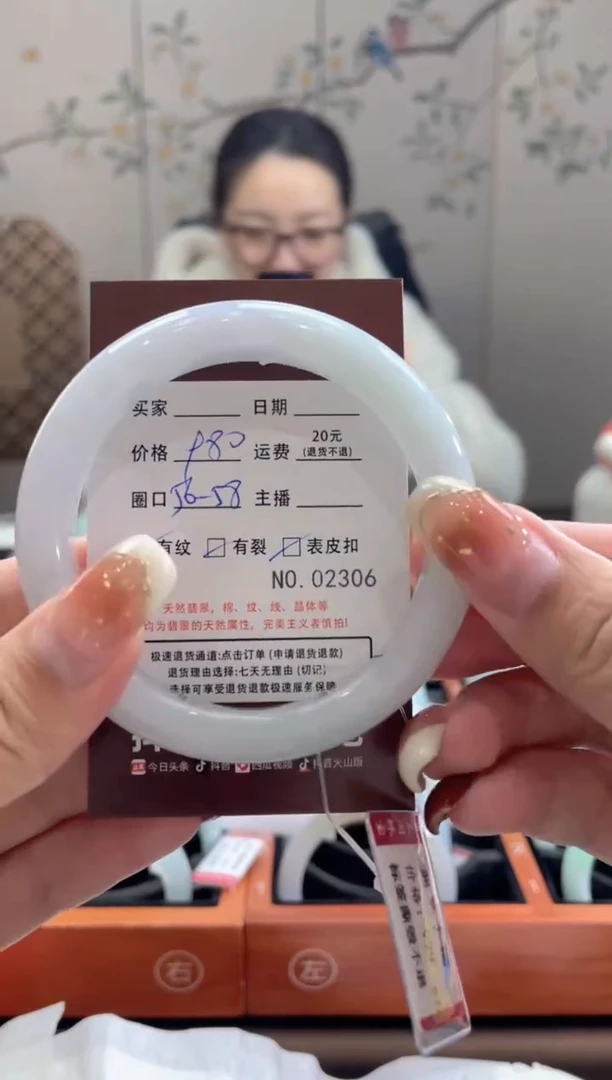 买家 ______ 日期 ______
价格 980 运费 20元 (退货不退)
圈口 56-58 主播 ______
有纹 有裂 表皮扣
NO.02306
天然翡翠，棉、纹、线、晶体等
均为翡翠的天然属性，完美主义者慎拍!
极速退货通道:点击订单 (申请退货退款)
退货理由选择:七天无理由 (切记)
选择可享受退货退款极速服务保障
今日头条 抖音 西瓜视频 抖音火山版
右 左